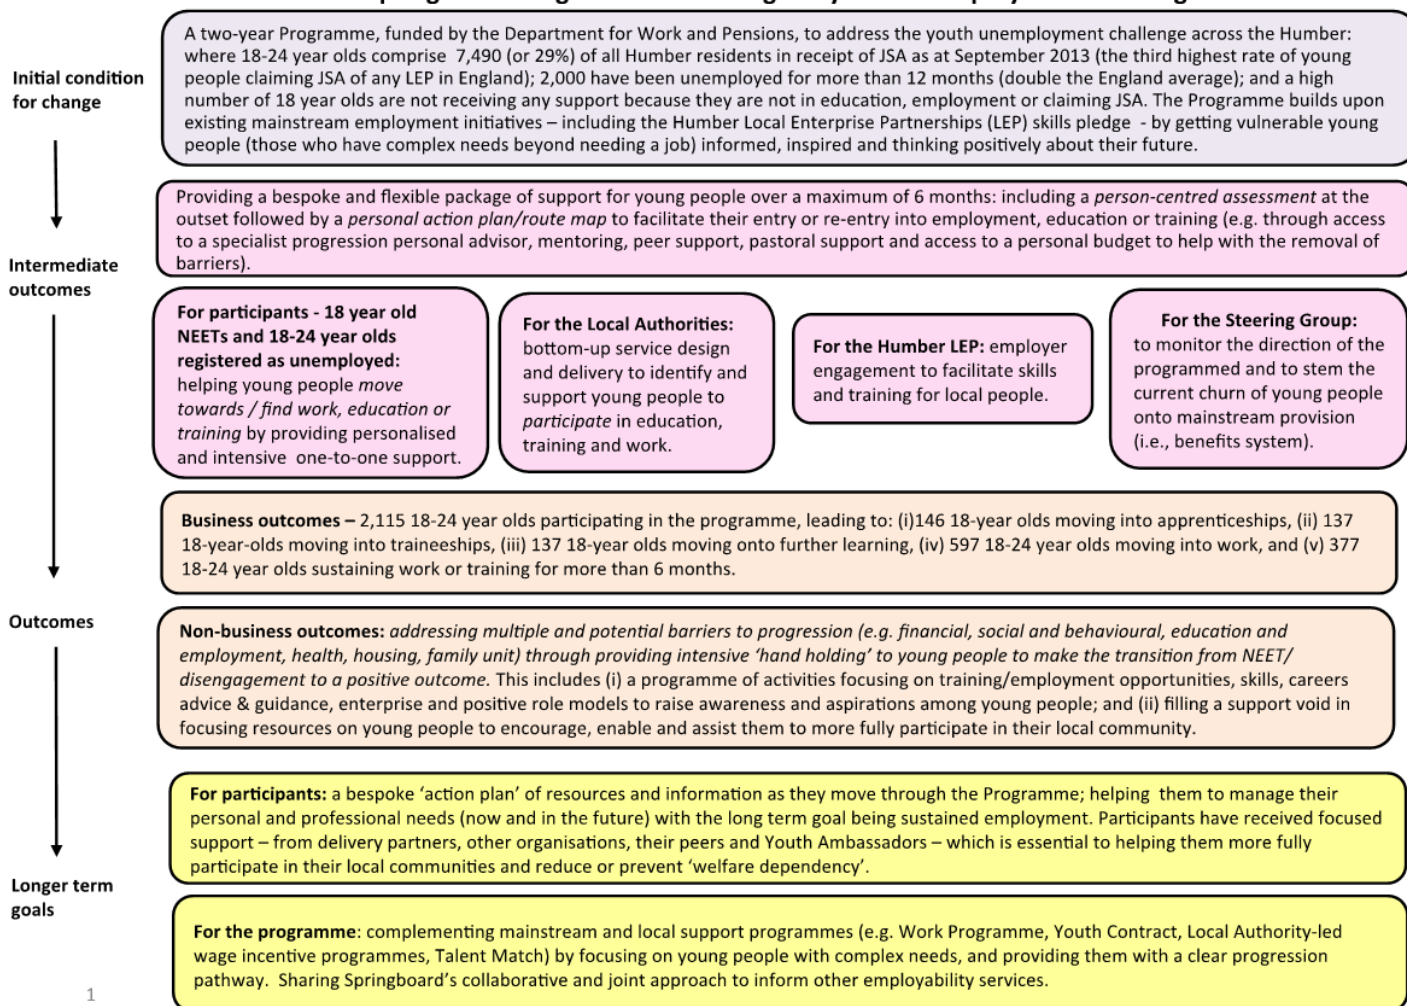 Initial condition
for change
A two-year Programme, funded by the Department for Work and Pensions, to address the youth unemployment challenge across the Humber:
where 18-24 year olds comprise 7,490 (or 29%) of all Humber residents in receipt of JSA as at September 2013 (the third highest rate of young
people claiming JSA of any LEP in England); 2,000 have been unemployed for more than 12 months (double the England average); and a high
number of 18 year olds are not receiving any support because they are not in education, employment or claiming JSA. The Programme builds upon
existing mainstream employment initiatives – including the Humber Local Enterprise Partnerships (LEP) skills pledge - by getting vulnerable young
people (those who have complex needs beyond needing a job) informed, inspired and thinking positively about their future.
Intermediate
outcomes
Providing a bespoke and flexible package of support for young people over a maximum of 6 months: including a person-centred assessment at the
outset followed by a personal action plan/route map to facilitate their entry or re-entry into employment, education or training (e.g. through access
to a specialist progression personal advisor, mentoring, peer support, pastoral support and access to a personal budget to help with the removal of
barriers).
For participants - 18 year old
NEETs and 18-24 year olds
registered as unemployed:
helping young people move
towards / find work, education or
training by providing personalised
and intensive one-to-one support.
For the Local Authorities:
bottom-up service design
and delivery to identify and
support young people to
participate in education,
training and work.
For the Humber LEP: employer
engagement to facilitate skills
and training for local people.
For the Steering Group:
to monitor the direction of the
programmed and to stem the
current churn of young people
onto mainstream provision
(i.e., benefits system).
Outcomes
Business outcomes – 2,115 18-24 year olds participating in the programme, leading to: (i)146 18-year olds moving into apprenticeships, (ii) 137
18-year-olds moving into traineeships, (iii) 137 18-year olds moving onto further learning, (iv) 597 18-24 year olds moving into work, and (v) 377
18-24 year olds sustaining work or training for more than 6 months.
Non-business outcomes: addressing multiple and potential barriers to progression (e.g. financial, social and behavioural, education and
employment, health, housing, family unit) through providing intensive ‘hand holding’ to young people to make the transition from NEET/
disengagement to a positive outcome. This includes (i) a programme of activities focusing on training/employment opportunities, skills, careers
advice & guidance, enterprise and positive role models to raise awareness and aspirations among young people; and (ii) filling a support void in
focusing resources on young people to encourage, enable and assist them to more fully participate in their local community.
Longer term
goals
For participants: a bespoke ‘action plan’ of resources and information as they move through the Programme; helping them to manage their
personal and professional needs (now and in the future) with the long term goal being sustained employment. Participants have received focused
support – from delivery partners, other organisations, their peers and Youth Ambassadors – which is essential to helping them more fully
participate in their local communities and reduce or prevent ‘welfare dependency’.
For the programme: complementing mainstream and local support programmes (e.g. Work Programme, Youth Contract, Local Authority-led
wage incentive programmes, Talent Match) by focusing on young people with complex needs, and providing them with a clear progression
pathway. Sharing Springboard’s collaborative and joint approach to inform other employability services.
1